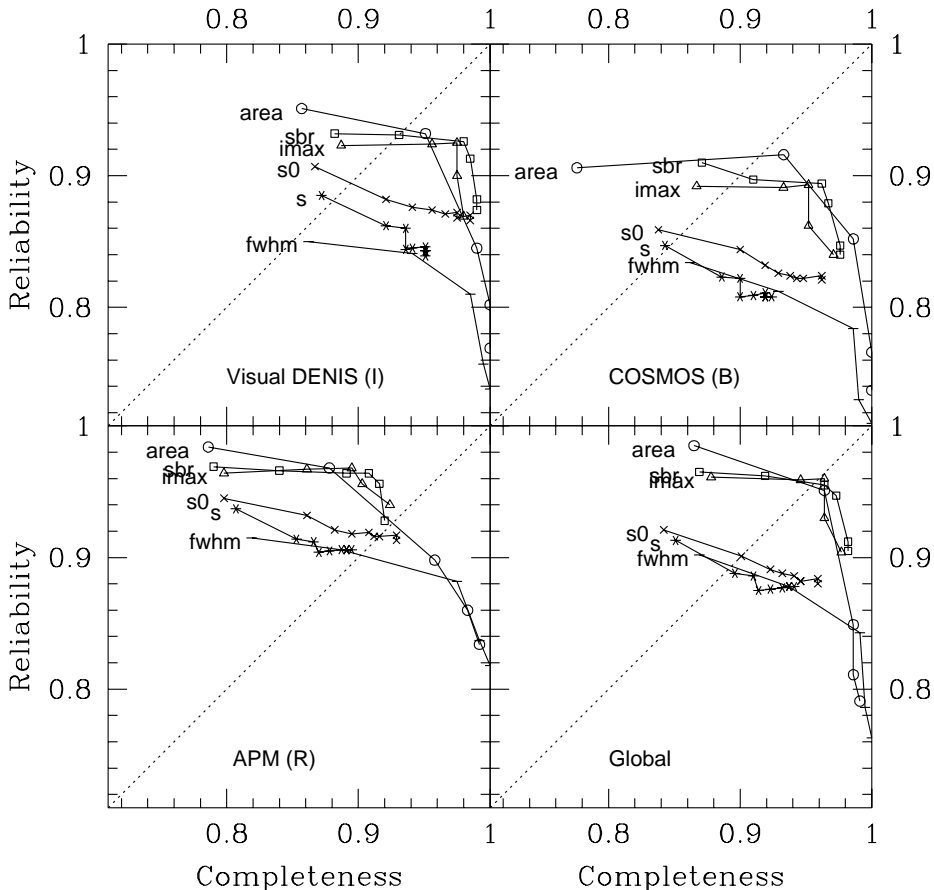 0.8 0.9 1 0.8 0.9 1
1 1
area
sbr
imax
s0
s
fwhm
0.9
0.8
Reliability
Visual DENIS (I)
area
sbr
imax
s0
s
fwhm
0.9
0.8
COSMOS (B)
1 1
area
sbr
imax
s0
s
fwhm
0.9
0.8
Reliability
APM (R)
area
sbr
imax
s0
s
fwhm
0.9
0.8
Global
0.8 0.9 1 0.8 0.9 1
Completeness Completeness